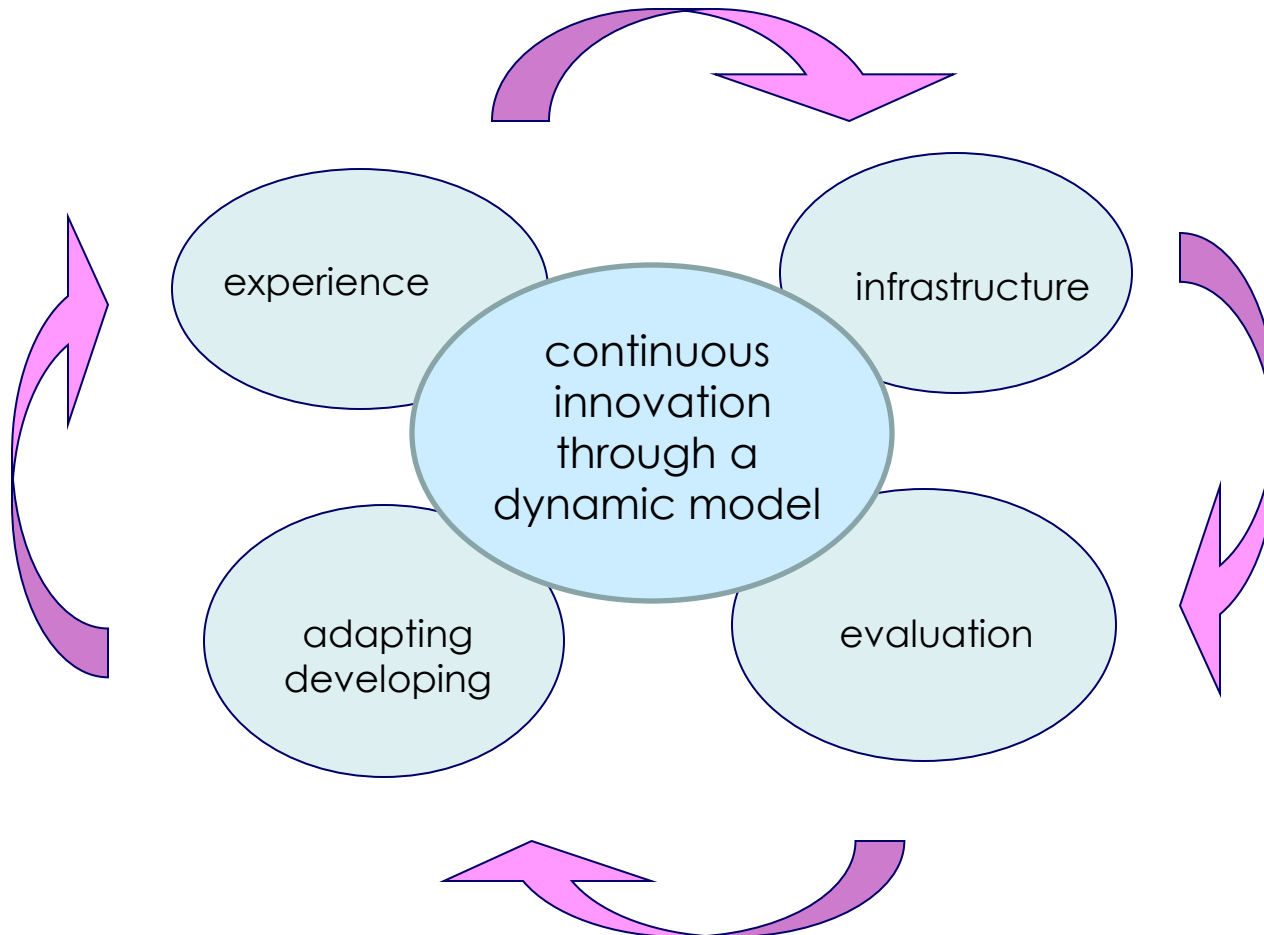 experience
infrastructure
continuous
innovation
through a
dynamic model
adapting
developing
evaluation